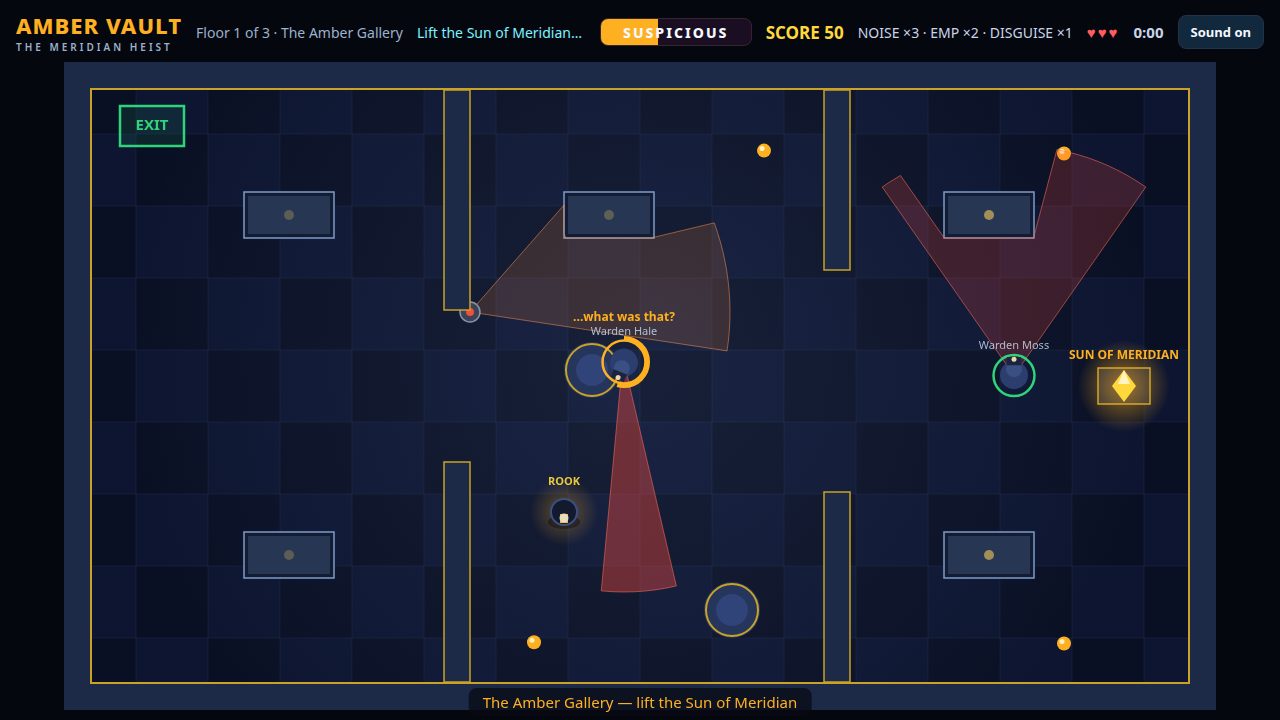 AMBER VAULT
THE MERIDIAN HEIST
Floor 1 of 3 · The Amber Gallery
Lift the Sun of Meridian…
SUSPICIOUS
SCORE 50
NOISE ×3 · EMP ×2 · DISGUISE ×1
♥♥♥
0:00
Sound on
EXIT
…what was that?
Warden Hale
Warden Moss
SUN OF MERIDIAN
ROOK
The Amber Gallery — lift the Sun of Meridian